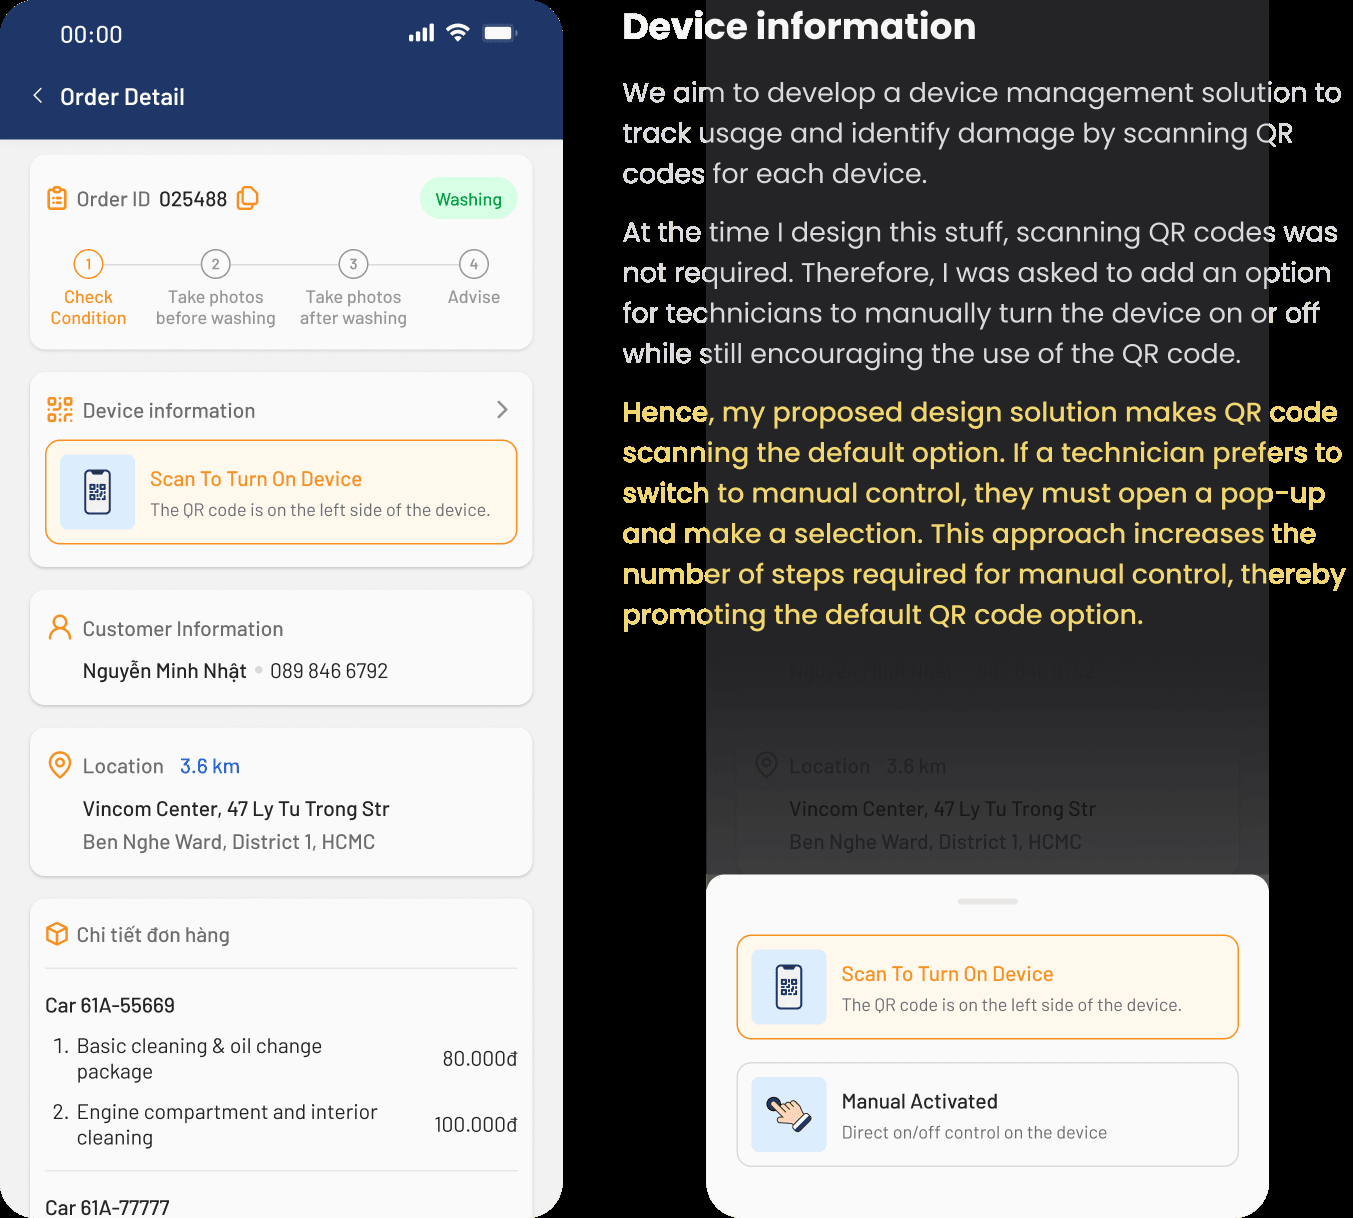 00:00
Order Detail
Order ID 025488
Washing
1
2
3
4
Check
Condition
Take photos
before washing
Take photos
after washing
Advise
Device information
Scan To Turn On Device
The QR code is on the left side of the device.
Customer Information
Nguyễn Minh Nhật • 089 846 6792
Location 3.6 km
Vincom Center, 47 Ly Tu Trong Str
Ben Nghe Ward, District 1, HCMC
Chi tiết đơn hàng
Car 61A-55669
1. Basic cleaning & oil change
package
80.000đ
2. Engine compartment and interior
cleaning
100.000đ
Car 61A-77777
Device information
We aim to develop a device management solution to
track usage and identify damage by scanning QR
codes for each device.
At the time I design this stuff, scanning QR codes was
not required. Therefore, I was asked to add an option
for technicians to manually turn the device on or off
while still encouraging the use of the QR code.
Hence, my proposed design solution makes QR code
scanning the default option. If a technician prefers to
switch to manual control, they must open a pop-up
and make a selection. This approach increases the
number of steps required for manual control, thereby
promoting the default QR code option.
Nguyễn Minh Nhật 089 846 6792
Location 3.6 km
Vincom Center, 47 Ly Tu Trong Str
Ben Nghe Ward, District 1, HCMC
Scan To Turn On Device
The QR code is on the left side of the device.
Manual Activated
Direct on/off control on the device